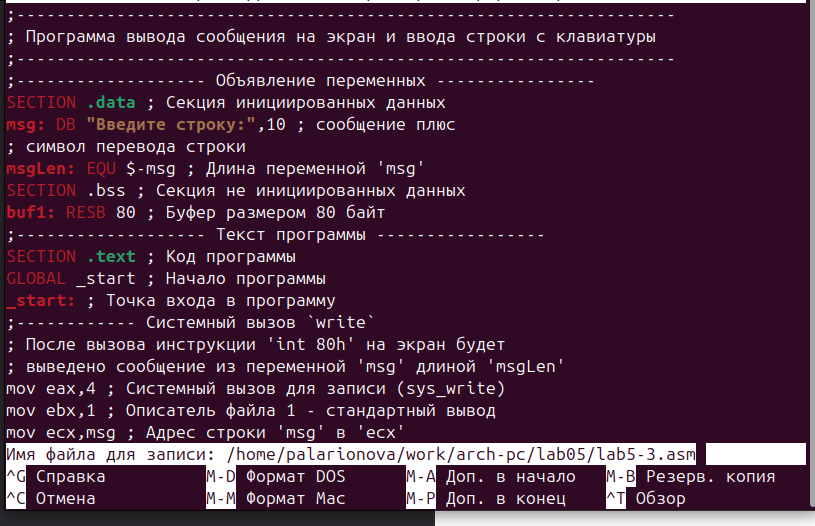 ;------------------------------------------------------------------
; Программа вывода сообщения на экран и ввода строки с клавиатуры
;------------------------------------------------------------------
;------------------- Объявление переменных ----------------
SECTION .data ; Секция инициированных данных
msg: DB "Введите строку:",10 ; сообщение плюс
; символ перевода строки
msgLen: EQU $-msg ; Длина переменной 'msg'
SECTION .bss ; Секция не инициированных данных
buf1: RESB 80 ; Буфер размером 80 байт
;------------------- Текст программы -----------------
SECTION .text ; Код программы
GLOBAL _start ; Начало программы
_start: ; Точка входа в программу
;------------ Системный вызов `write`
; После вызова инструкции 'int 80h' на экран будет
; выведено сообщение из переменной 'msg' длиной 'msgLen'
mov eax,4 ; Системный вызов для записи (sys_write)
mov ebx,1 ; Описатель файла 1 - стандартный вывод
mov ecx,msg ; Адрес строки 'msg' в 'ecx'
Имя файла для записи: /home/palarionova/work/arch-pc/lab05/lab5-3.asm
^G Справка M-D Формат DOS M-A Доп. в начало M-B Резерв. копия
^C Отмена M-M Формат Mac M-P Доп. в конец ^T Обзор